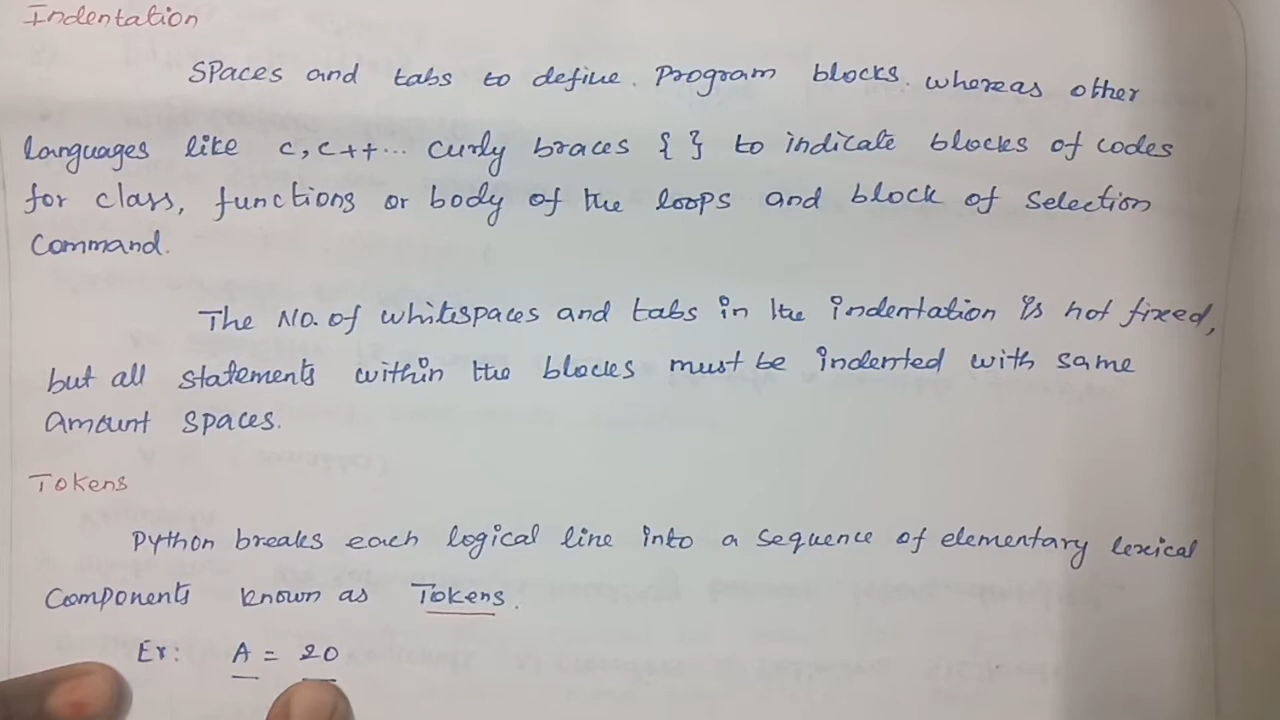 Indentation
Spaces and tabs to define. Program blocks. whereas other
languages like c, c++... curly braces { } to indicate blocks of codes
for class, functions or body of the loops and block of selection
Command.
The No. of whitespaces and tabs in the indentation is not fixed,
but all statements within the blocks must be indented with same
amount spaces.
Tokens
Python breaks each logical line into a sequence of elementary lexical
Components known as Tokens.
Ex: A = 20